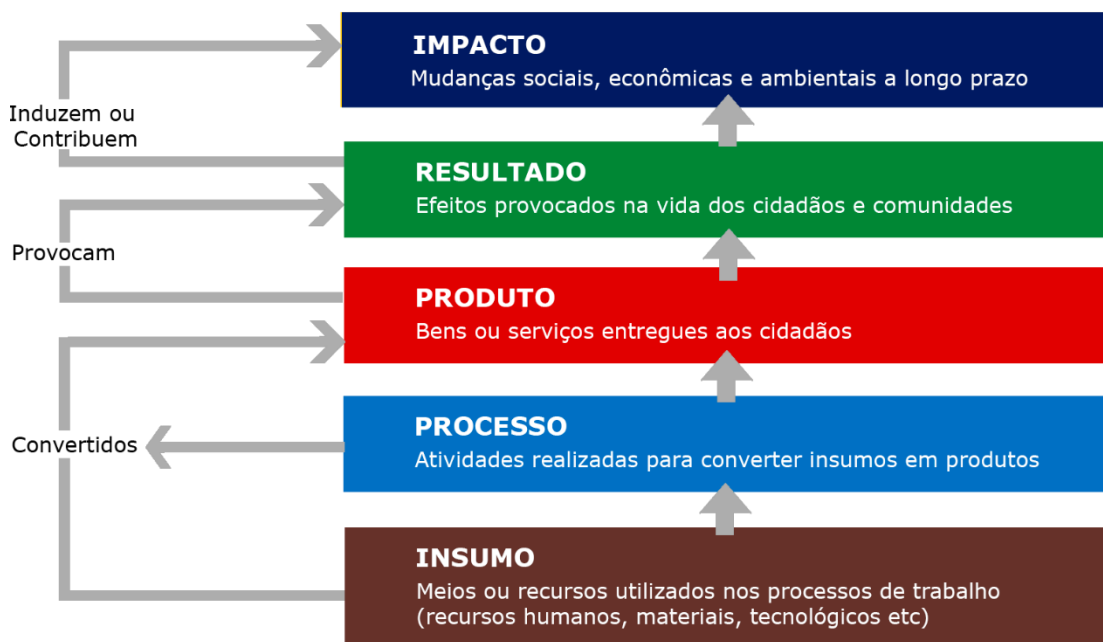 IMPACTO
Mudanças sociais, econômicas e ambientais a longo prazo
Induzem ou
Contribuem
RESULTADO
Efeitos provocados na vida dos cidadãos e comunidades
Provocam
PRODUTO
Bens ou serviços entregues aos cidadãos
PROCESSO
Atividades realizadas para converter insumos em produtos
Convertidos
INSUMO
Meios ou recursos utilizados nos processos de trabalho
(recursos humanos, materiais, tecnológicos etc)